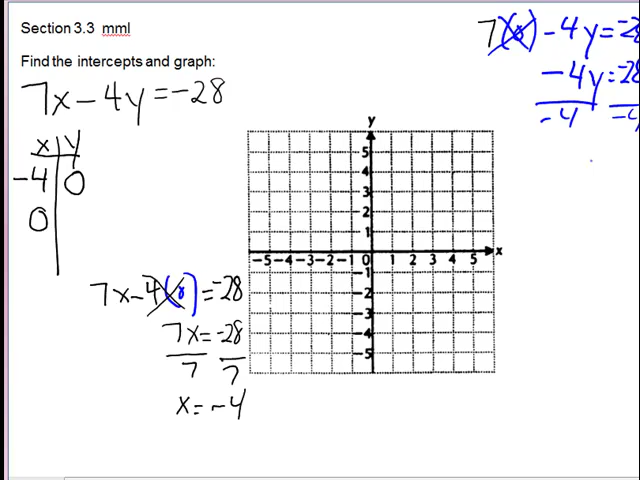 Section 3.3 mml
Find the intercepts and graph:
7x - 4y = -28
x y
-4 0
0
7x - 4(0) = -28
7x = -28
7 7
x = -4
7(0) - 4y = -28
-4y = -28
-4 -4
y
5
4
3
2
1
-5 -4 -3 -2 -1 0 1 2 3 4 5 x
-1
-2
-3
-4
-5